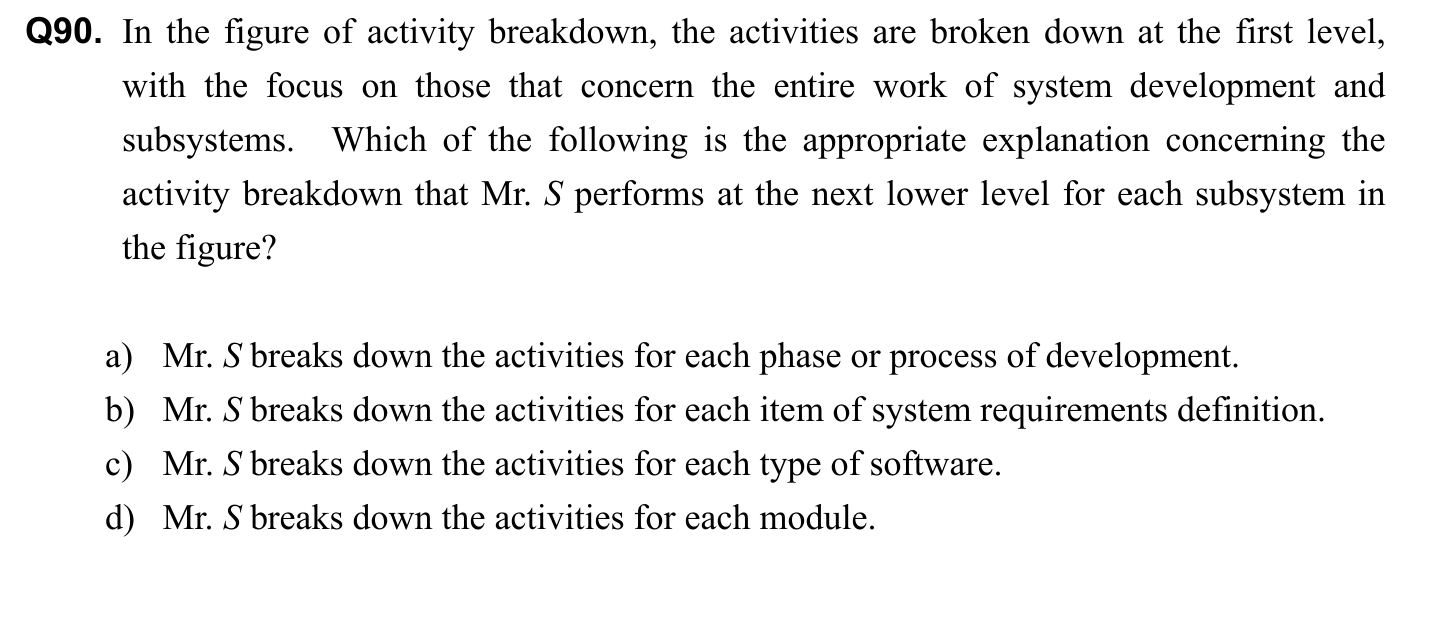 Q90. In the figure of activity breakdown, the activities are broken down at the first level,
with the focus on those that concern the entire work of system development and
subsystems. Which of the following is the appropriate explanation concerning the
activity breakdown that Mr. S performs at the next lower level for each subsystem in
the figure?
a) Mr. S breaks down the activities for each phase or process of development.
b) Mr. S breaks down the activities for each item of system requirements definition.
c) Mr. S breaks down the activities for each type of software.
d) Mr. S breaks down the activities for each module.